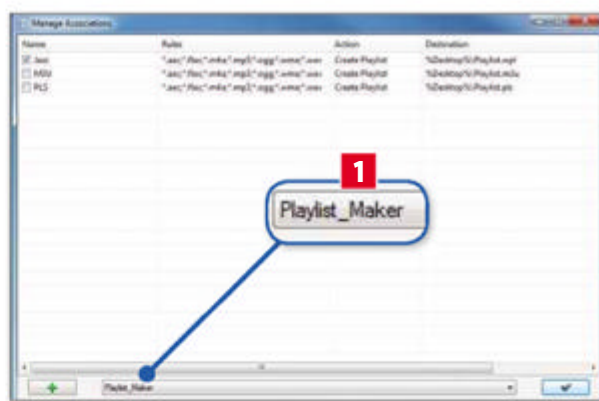 Manage Associations
Name Rules Action Destination
Jazz *.aac;*.flac;*.m4a;*.mp3;*.ogg;*.wma;*.wav Create Playlist %Desktop%\Playlist.wpl
M3U *.aac;*.flac;*.m4a;*.mp3;*.ogg;*.wma;*.wav Create Playlist %Desktop%\Playlist.m3u
PLS *.aac;*.flac;*.m4a;*.mp3;*.ogg;*.wma;*.wav Create Playlist %Desktop%\Playlist.pls
1
Playlist_Maker
Playlist_Maker